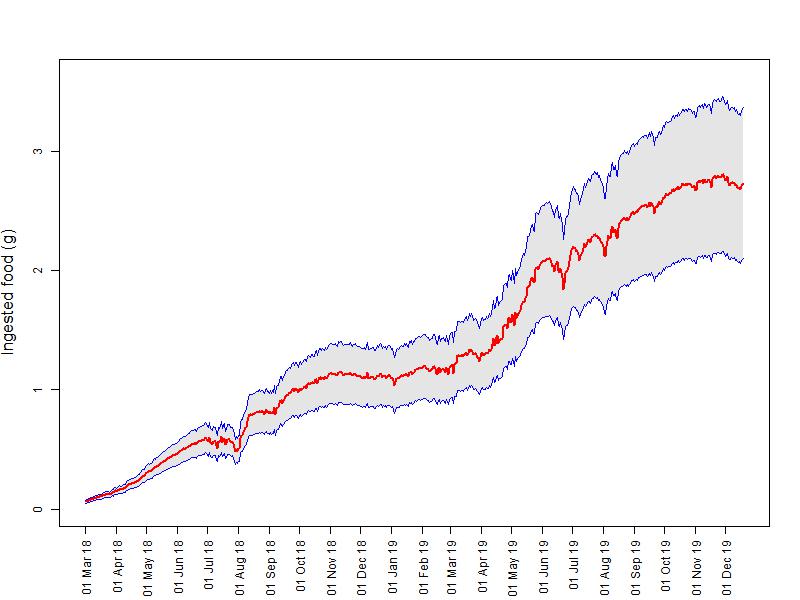 Ingested food (g)
3
2
1
0
01 Mar 18
01 Apr 18
01 May 18
01 Jun 18
01 Jul 18
01 Aug 18
01 Sep 18
01 Oct 18
01 Nov 18
01 Dec 18
01 Jan 19
01 Feb 19
01 Mar 19
01 Apr 19
01 May 19
01 Jun 19
01 Jul 19
01 Aug 19
01 Sep 19
01 Oct 19
01 Nov 19
01 Dec 19